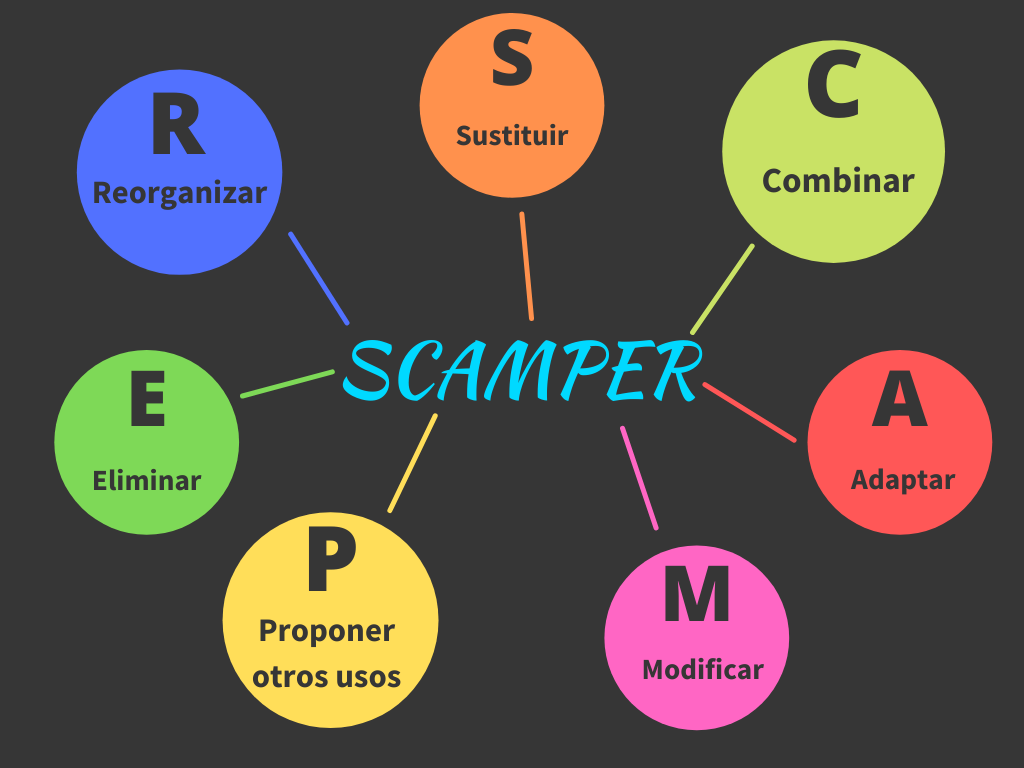 S
Sustituir
C
Combinar
R
Reorganizar
SCAMPER
E
Eliminar
A
Adaptar
P
Proponer
otros usos
M
Modificar